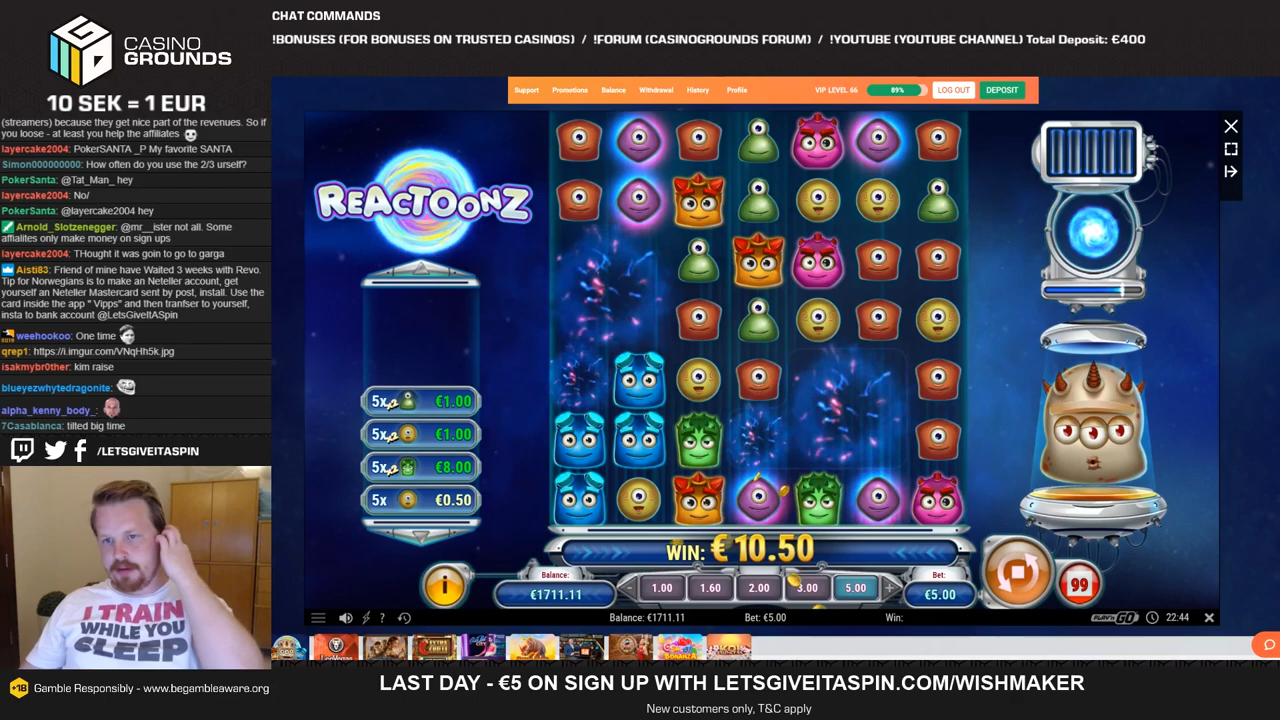 CHAT COMMANDS
!BONUSES (FOR BONUSES ON TRUSTED CASINOS) / !FORUM (CASINOGROUNDS FORUM) / !YOUTUBE (YOUTUBE CHANNEL) Total Deposit: €400
CASINO
GROUNDS
10 SEK = 1 EUR
(streamers) because they get nice part of the revenues. So if
you loose - at least you help the affiliates
layercake2004: PokerSANTA _P My favorite SANTA
Simon000000000: How often do you use the 2/3 urself?
PokerSanta: @Tat_Man_ hey
layercake2004: No/
PokerSanta: @layercake2004 hey
Arnold_Slotzenegger: @mr__ister not all. Some
affialites only make money on sign ups
layercake2004: THought it was goin to go to garga
Aisti83: Friend of mine have Waited 3 weeks with Revo.
Tip for Norwegians is to make an Neteller account, get
yourself an Neteller Mastercard sent by post, install. Use the
card inside the app " Vipps" and then tranfser to yourself,
insta to bank account @LetsGiveItASpin
weehookoo: One time
qrep1: https://i.imgur.com/VNqHh5k.jpg
isakmybr0ther: kim raise
blueyezwhytedragonite:
alpha_kenny_body_:
7Casablanca: tilted big time
/LETSGIVEITASPIN
I TRAIN
WHILE YOU
SLEEP
+18 Gamble Responsibly - www.begambleaware.org
Support Promotions Balance Withdrawal History Profile VIP LEVEL 66 89% LOG OUT DEPOSIT
REACTOONZ
5x €1.00
5x €1.00
5x €8.00
5x €0.50
WIN: €10.50
Balance:
€1711.11
1.00 1.60 2.00 3.00 5.00
Bet:
€5.00
99
Balance: €1711.11 Bet: €5.00 Win: PLAY'N GO 22:44
LeoVegas
EXTRA
BONANZA
KOI
LAST DAY - €5 ON SIGN UP WITH LETSGIVEITASPIN.COM/WISHMAKER
New customers only, T&C apply